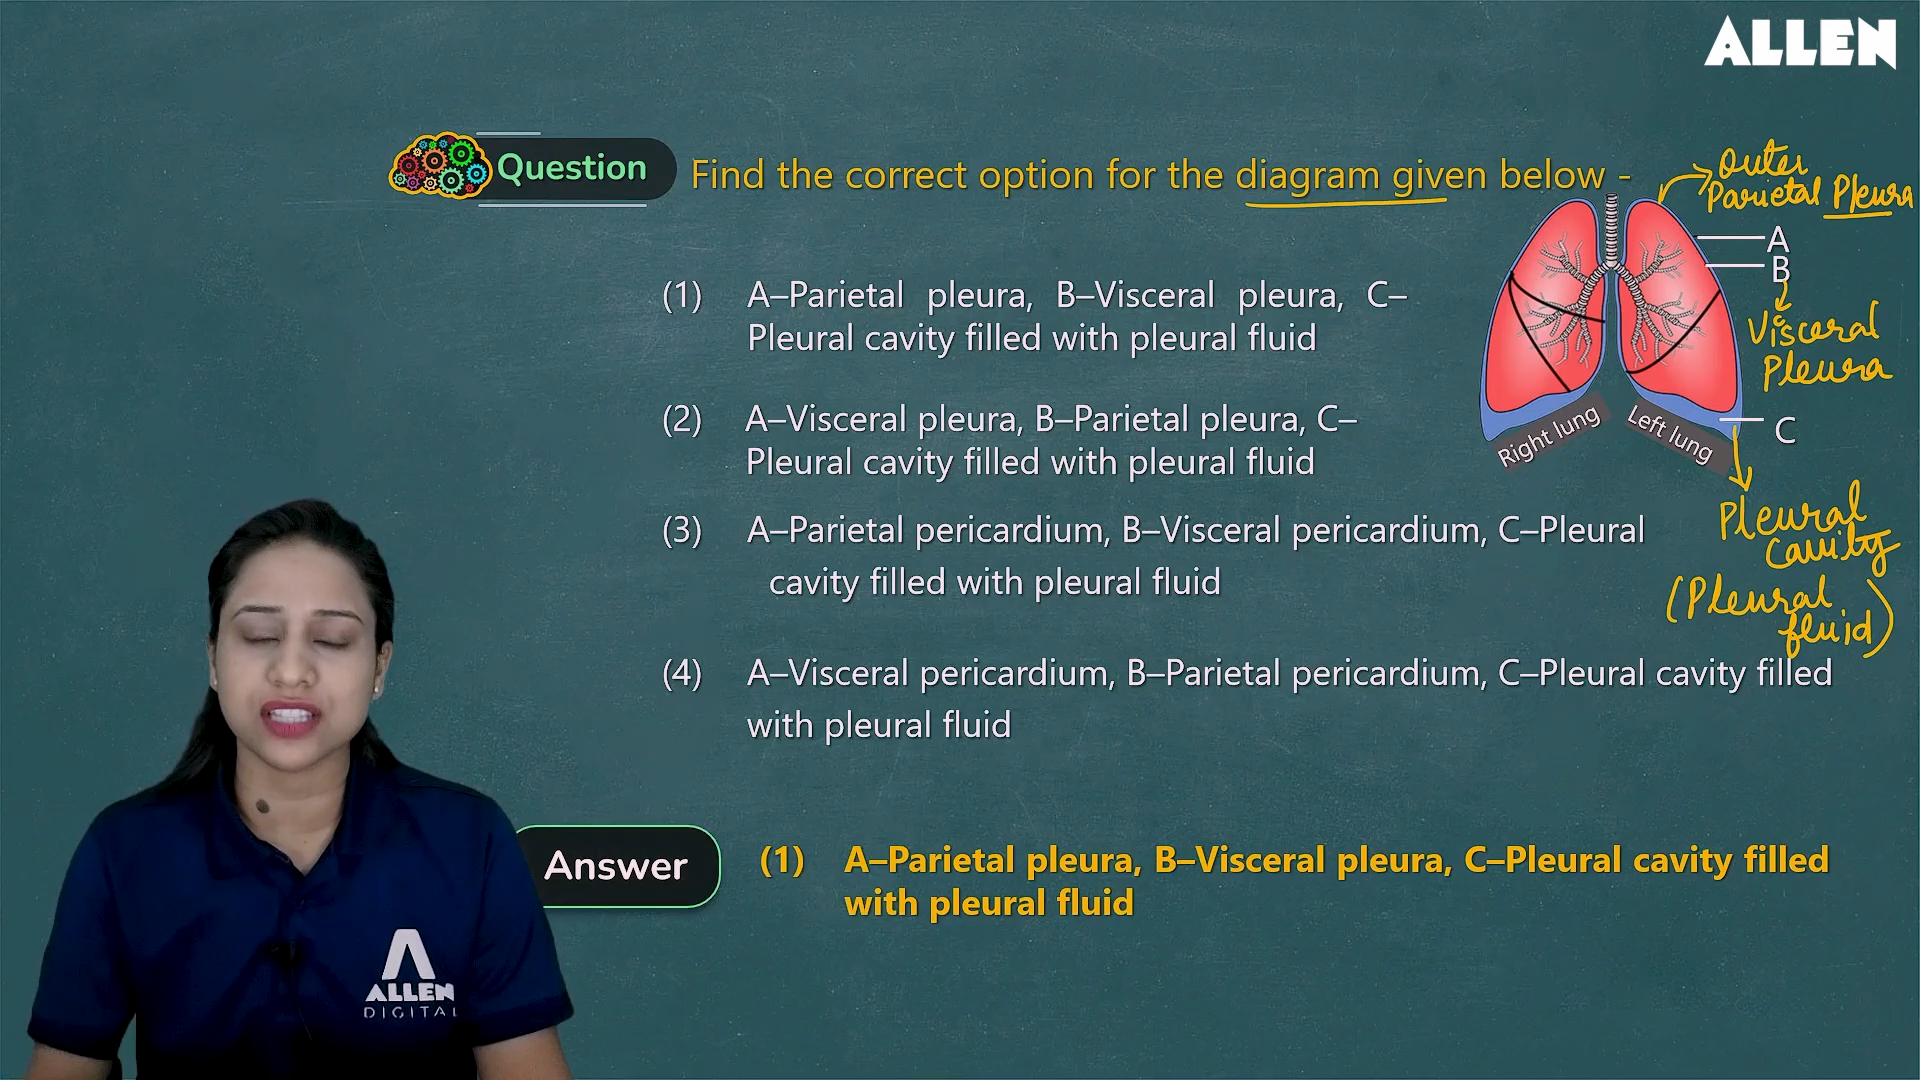 ALLEN
Question
Find the correct option for the diagram given below -
Outer
Parietal Pleura
A
B
(1) A–Parietal pleura, B–Visceral pleura, C–
Pleural cavity filled with pleural fluid
Visceral
Pleura
(2) A–Visceral pleura, B–Parietal pleura, C–
Pleural cavity filled with pleural fluid
Right lung
Left lung
C
Pleural
cavity
(Pleural
fluid)
(3) A–Parietal pericardium, B–Visceral pericardium, C–Pleural
cavity filled with pleural fluid
(4) A–Visceral pericardium, B–Parietal pericardium, C–Pleural cavity filled
with pleural fluid
Answer
(1) A–Parietal pleura, B–Visceral pleura, C–Pleural cavity filled
with pleural fluid
ALLEN
DIGITAL